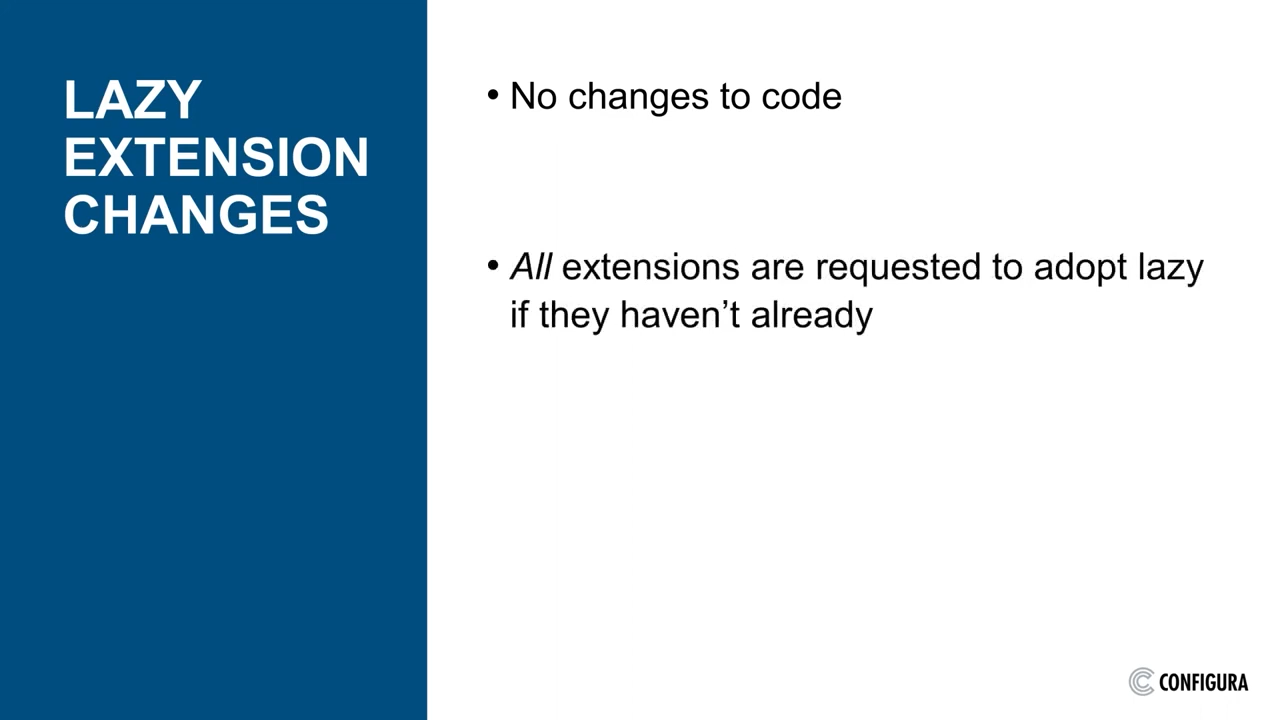 LAZY
EXTENSION
CHANGES
• No changes to code
• All extensions are requested to adopt lazy
if they haven’t already
CONFIGURA